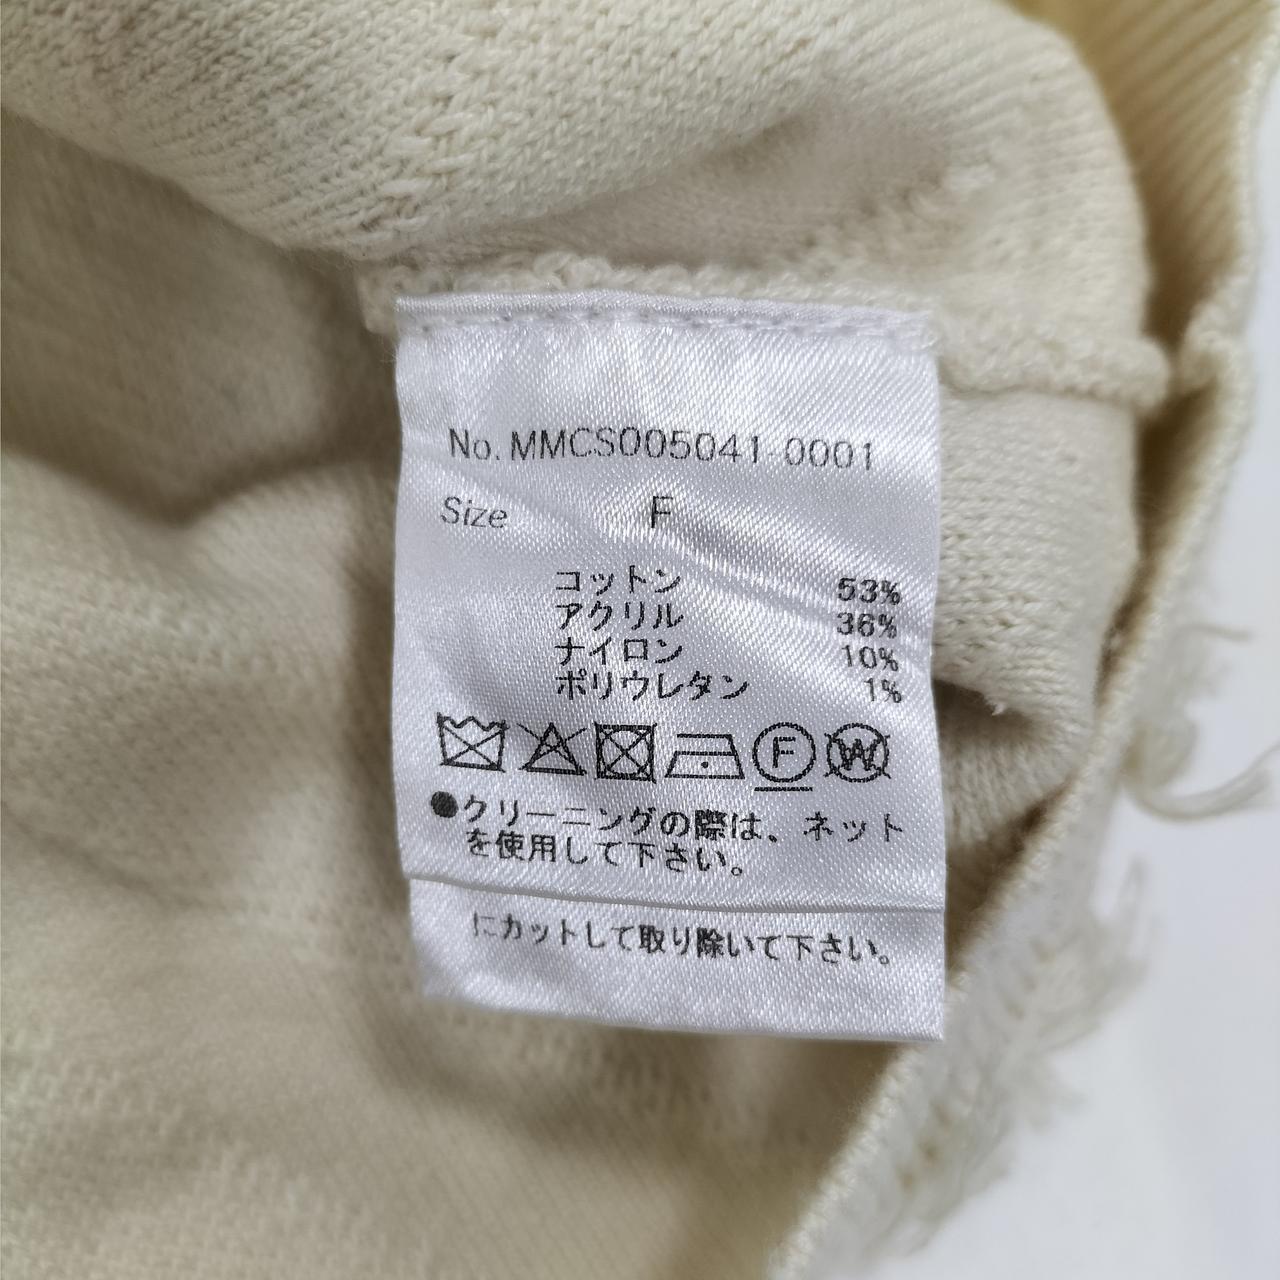 No. MMCS005041-0001
Size F
コットン 53%
アクリル 36%
ナイロン 10%
ポリウレタン 1%
F W
●クリーニングの際は、ネット
を使用して下さい。
にカットして取り除いて下さい。